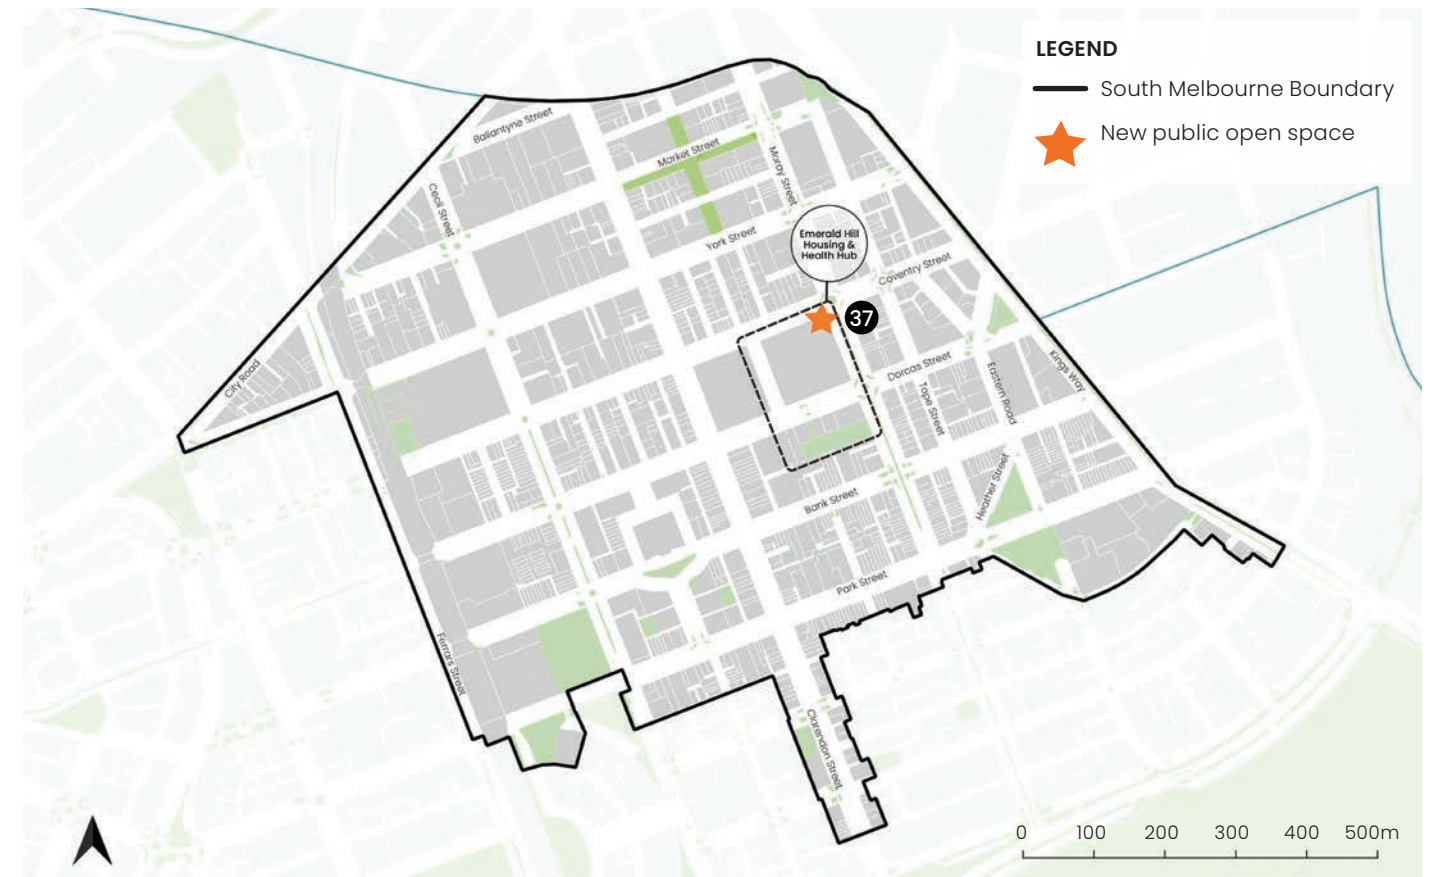 LEGEND
South Melbourne Boundary
New public open space
Ballantyne Street
Market Street
Moray Street
Cecil Street
York Street
Emerald Hill
Housing &
Health Hub
Coventry Street
37
City Road
Dorcas Street
Kings Way
Eastern Road
Tope Street
Heather Street
Bank Street
Park Street
Ferrars Street
Clarendon Street
0 100 200 300 400 500m